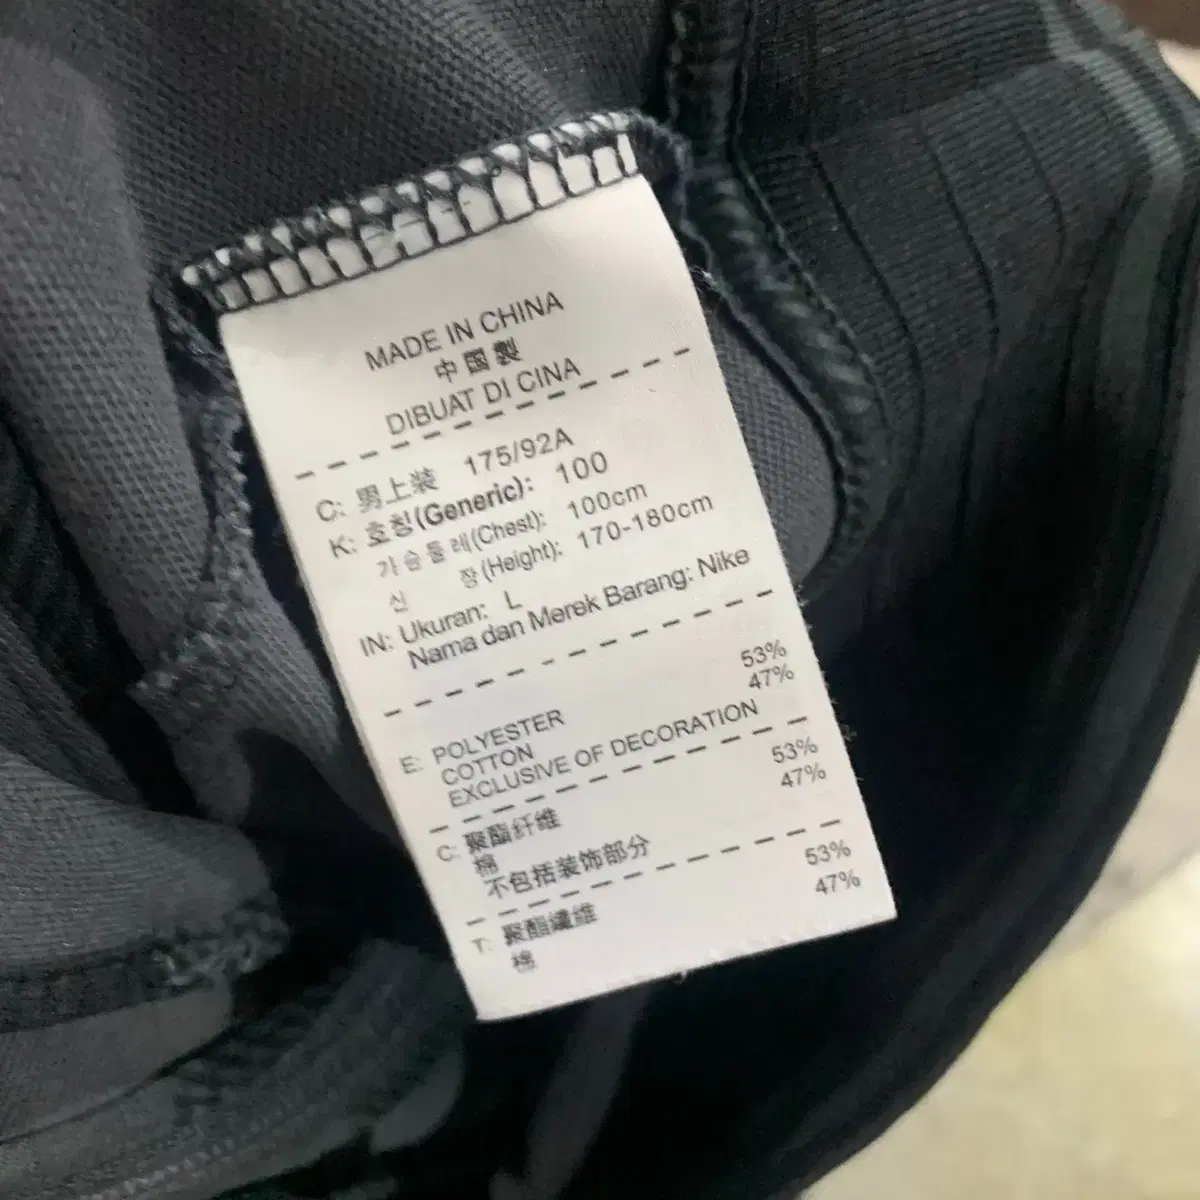 MADE IN CHINA
中国製
DIBUAT DI CINA
C: 男上装 175/92A
K: 호칭(Generic): 100
가슴둘레(Chest): 100cm
신 장(Height): 170-180cm
IN: Ukuran: L
Nama dan Merek Barang: Nike
E: POLYESTER 53%
COTTON 47%
EXCLUSIVE OF DECORATION
C: 聚酯纤维 53%
棉 47%
不包括装饰部分
T: 聚酯纖維 53%
棉 47%